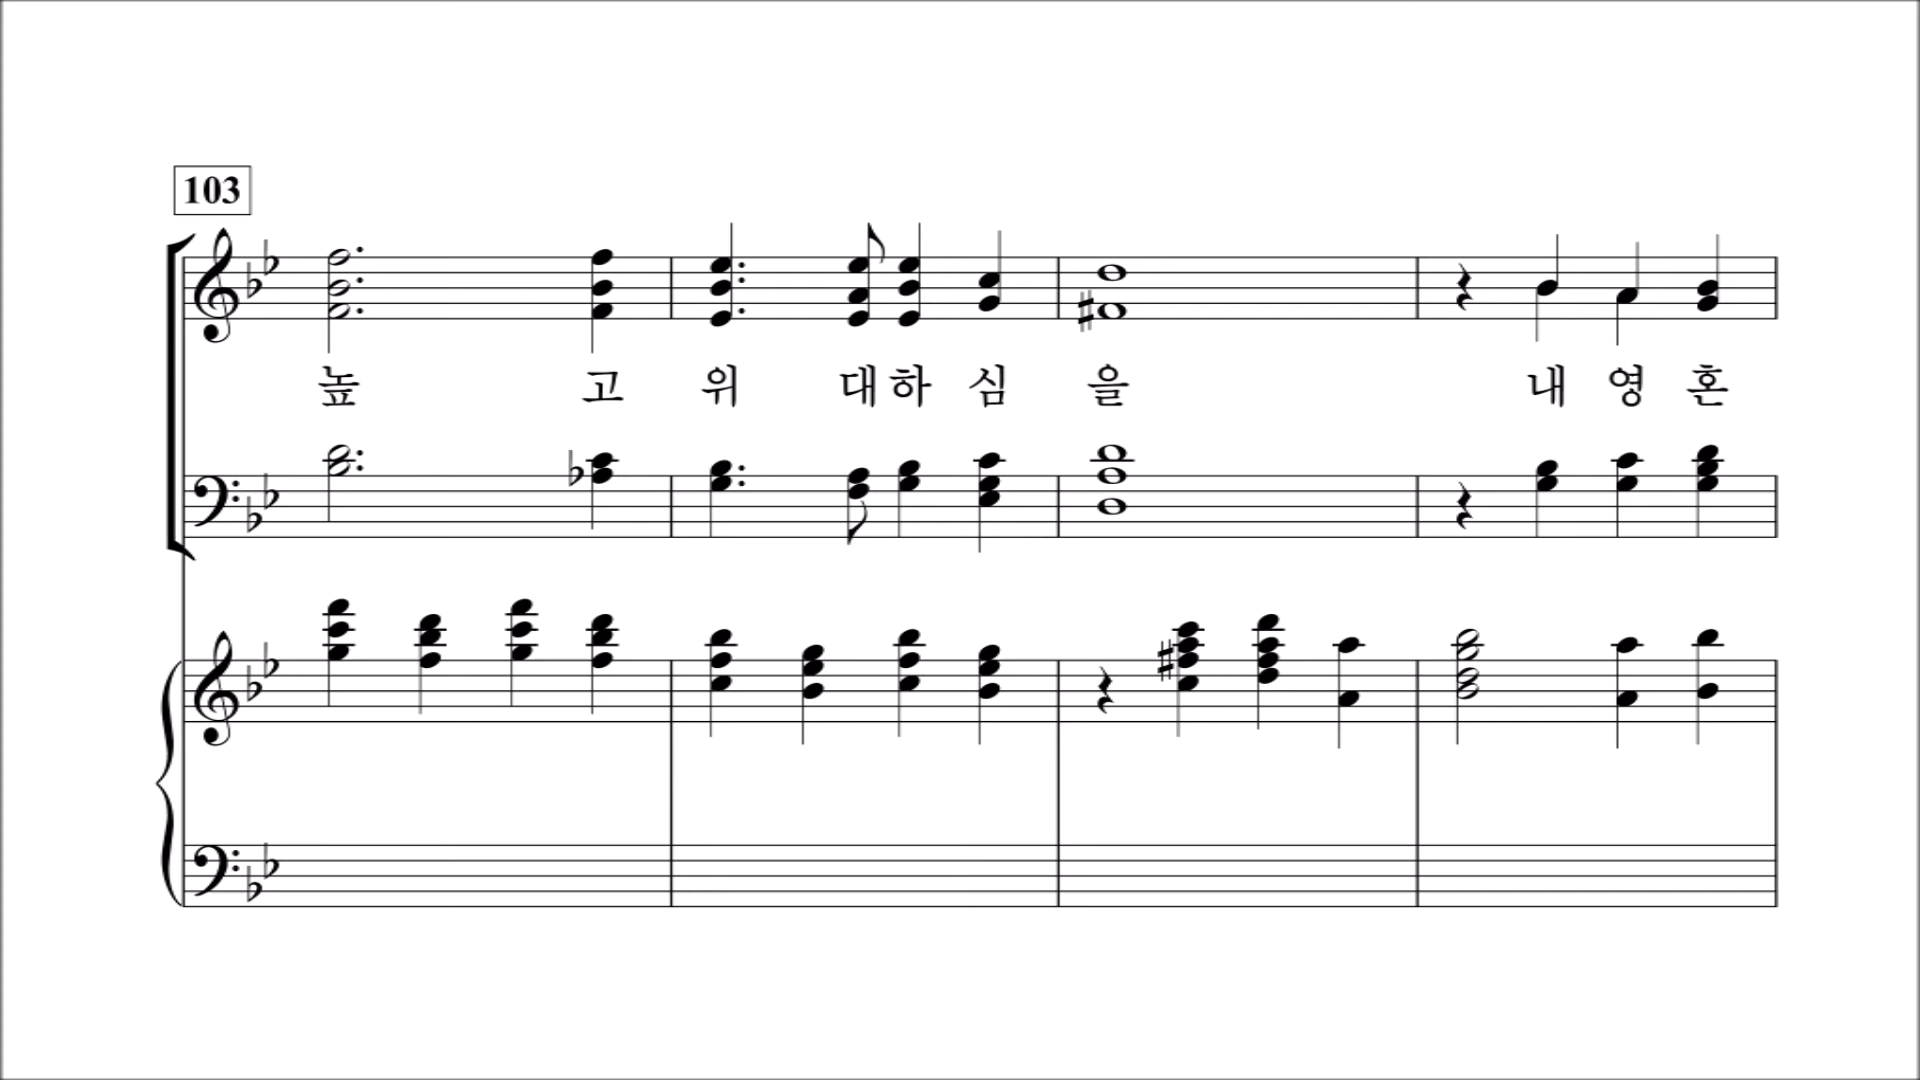 103
높 고 위 대 하 심 을 내 영 혼